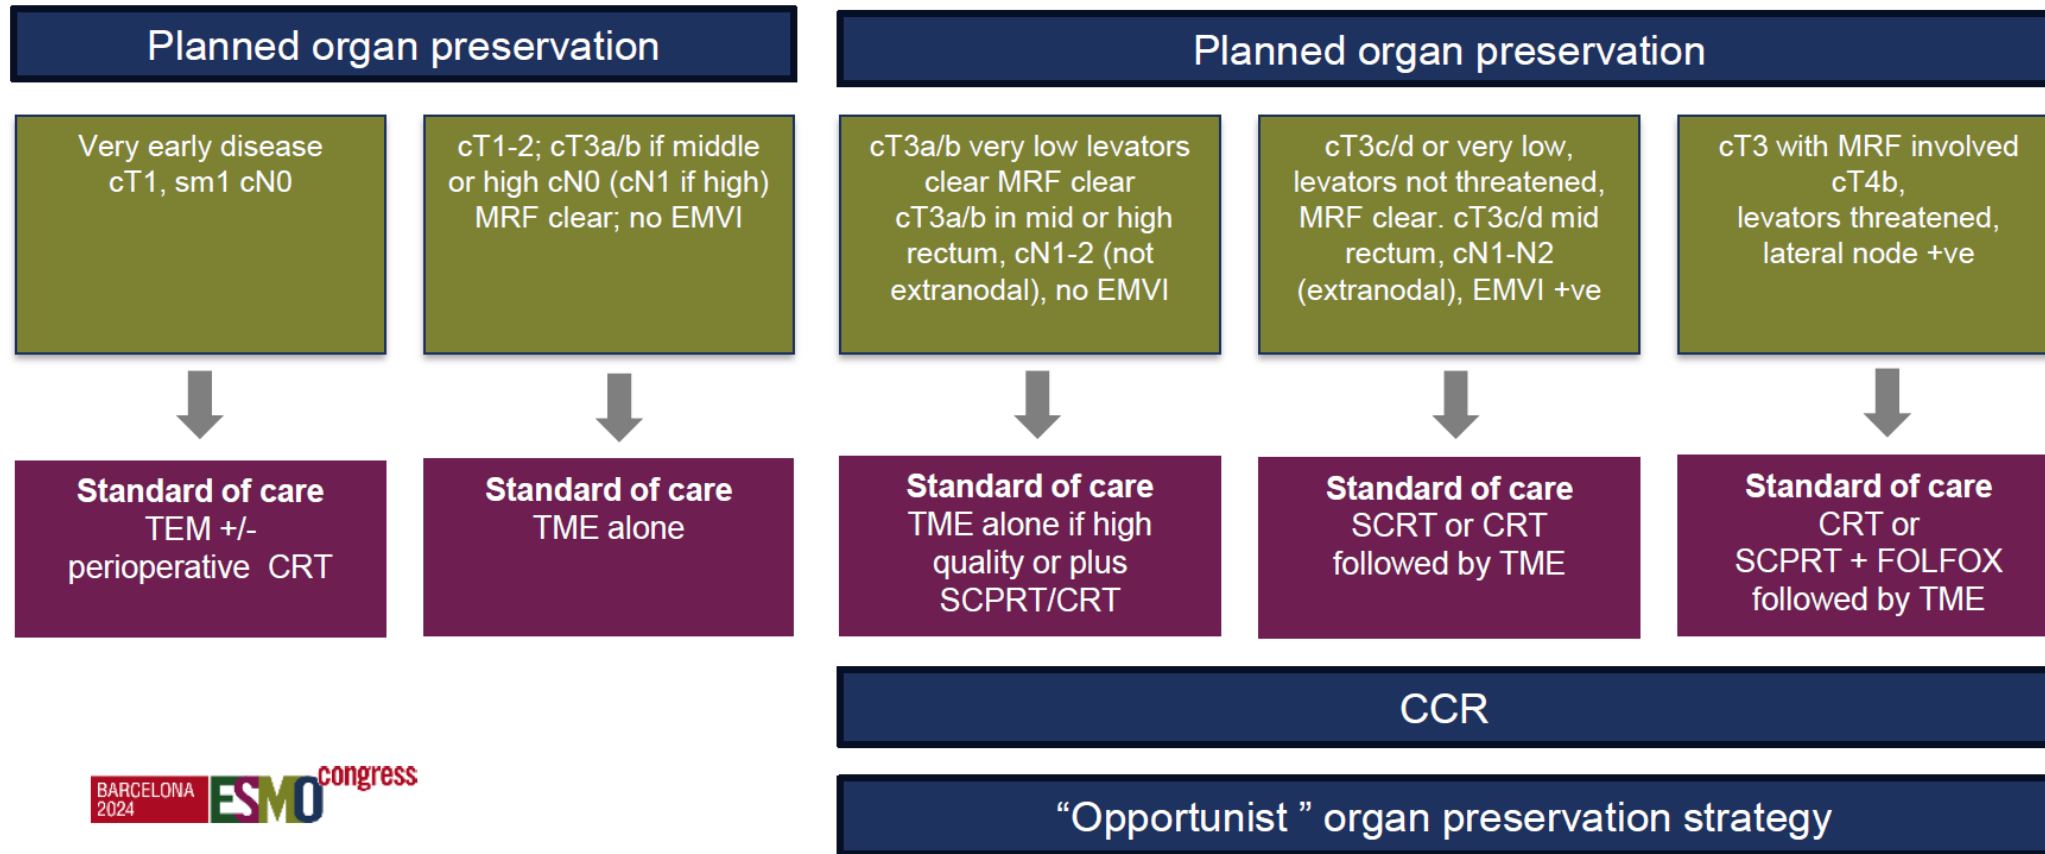 Planned organ preservation
Very early disease
cT1, sm1 cN0
cT1-2; cT3a/b if middle
or high cN0 (cN1 if high)
MRF clear; no EMVI
Standard of care
TEM +/-
perioperative CRT
Standard of care
TME alone
Planned organ preservation
cT3a/b very low levators
clear MRF clear
cT3a/b in mid or high
rectum, cN1-2 (not
extranodal), no EMVI
cT3c/d or very low,
levators not threatened,
MRF clear. cT3c/d mid
rectum, cN1-N2
(extranodal), EMVI +ve
cT3 with MRF involved
cT4b,
levators threatened,
lateral node +ve
Standard of care
TME alone if high
quality or plus
SCPRT/CRT
Standard of care
SCRT or CRT
followed by TME
Standard of care
CRT or
SCPRT + FOLFOX
followed by TME
CCR
“Opportunist ” organ preservation strategy
BARCELONA
2024
ESMO congress